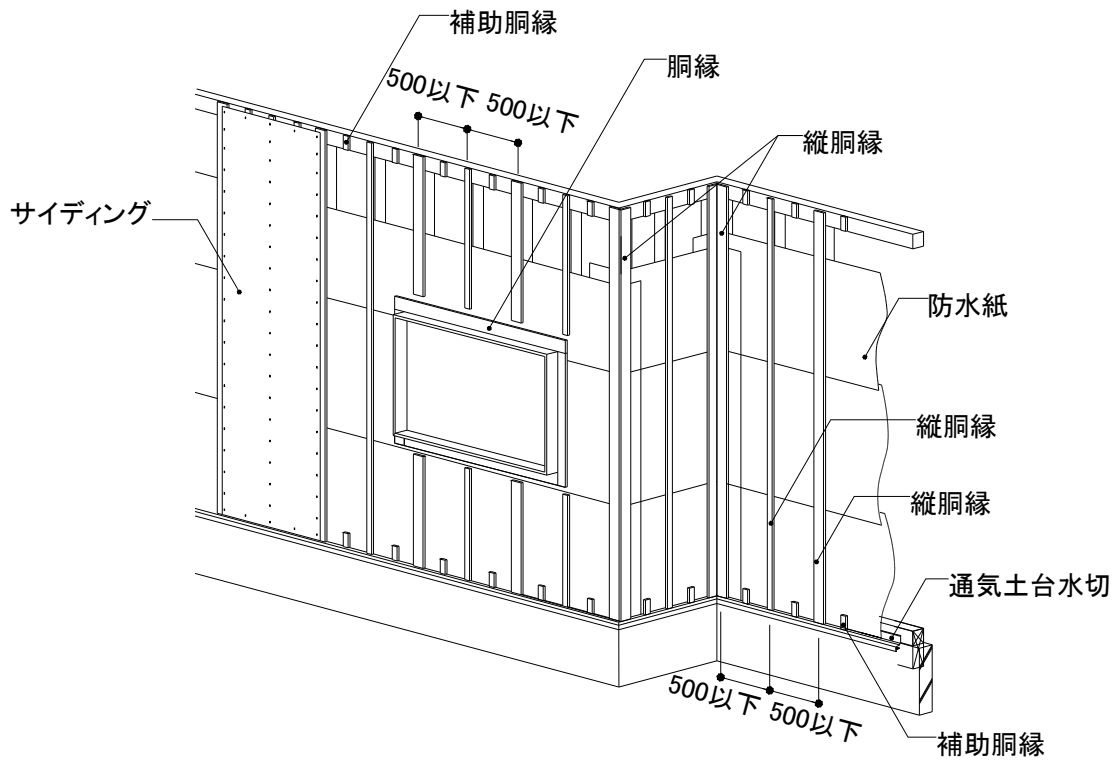 補助胴縁
胴縁
500以下 500以下
縦胴縁
サイディング
防水紙
縦胴縁
縦胴縁
通気土台水切
500以下 500以下
補助胴縁